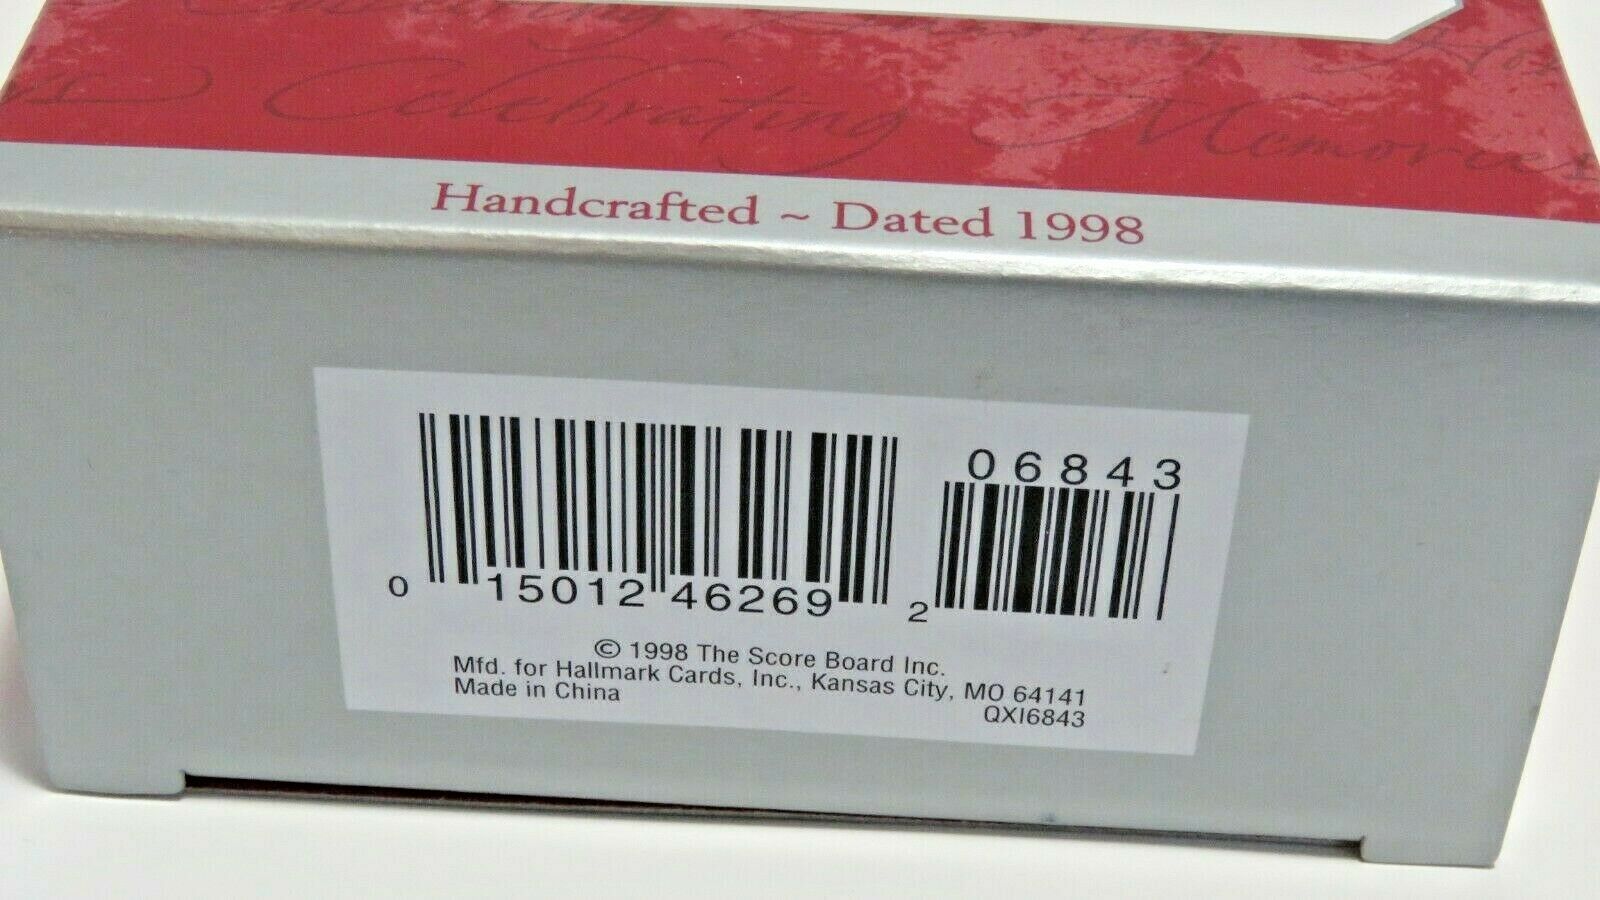 Celebrating Memories
Handcrafted ~ Dated 1998
06843
0 15012 46269 2
© 1998 The Score Board Inc.
Mfd. for Hallmark Cards, Inc., Kansas City, MO 64141
Made in China
QXI6843